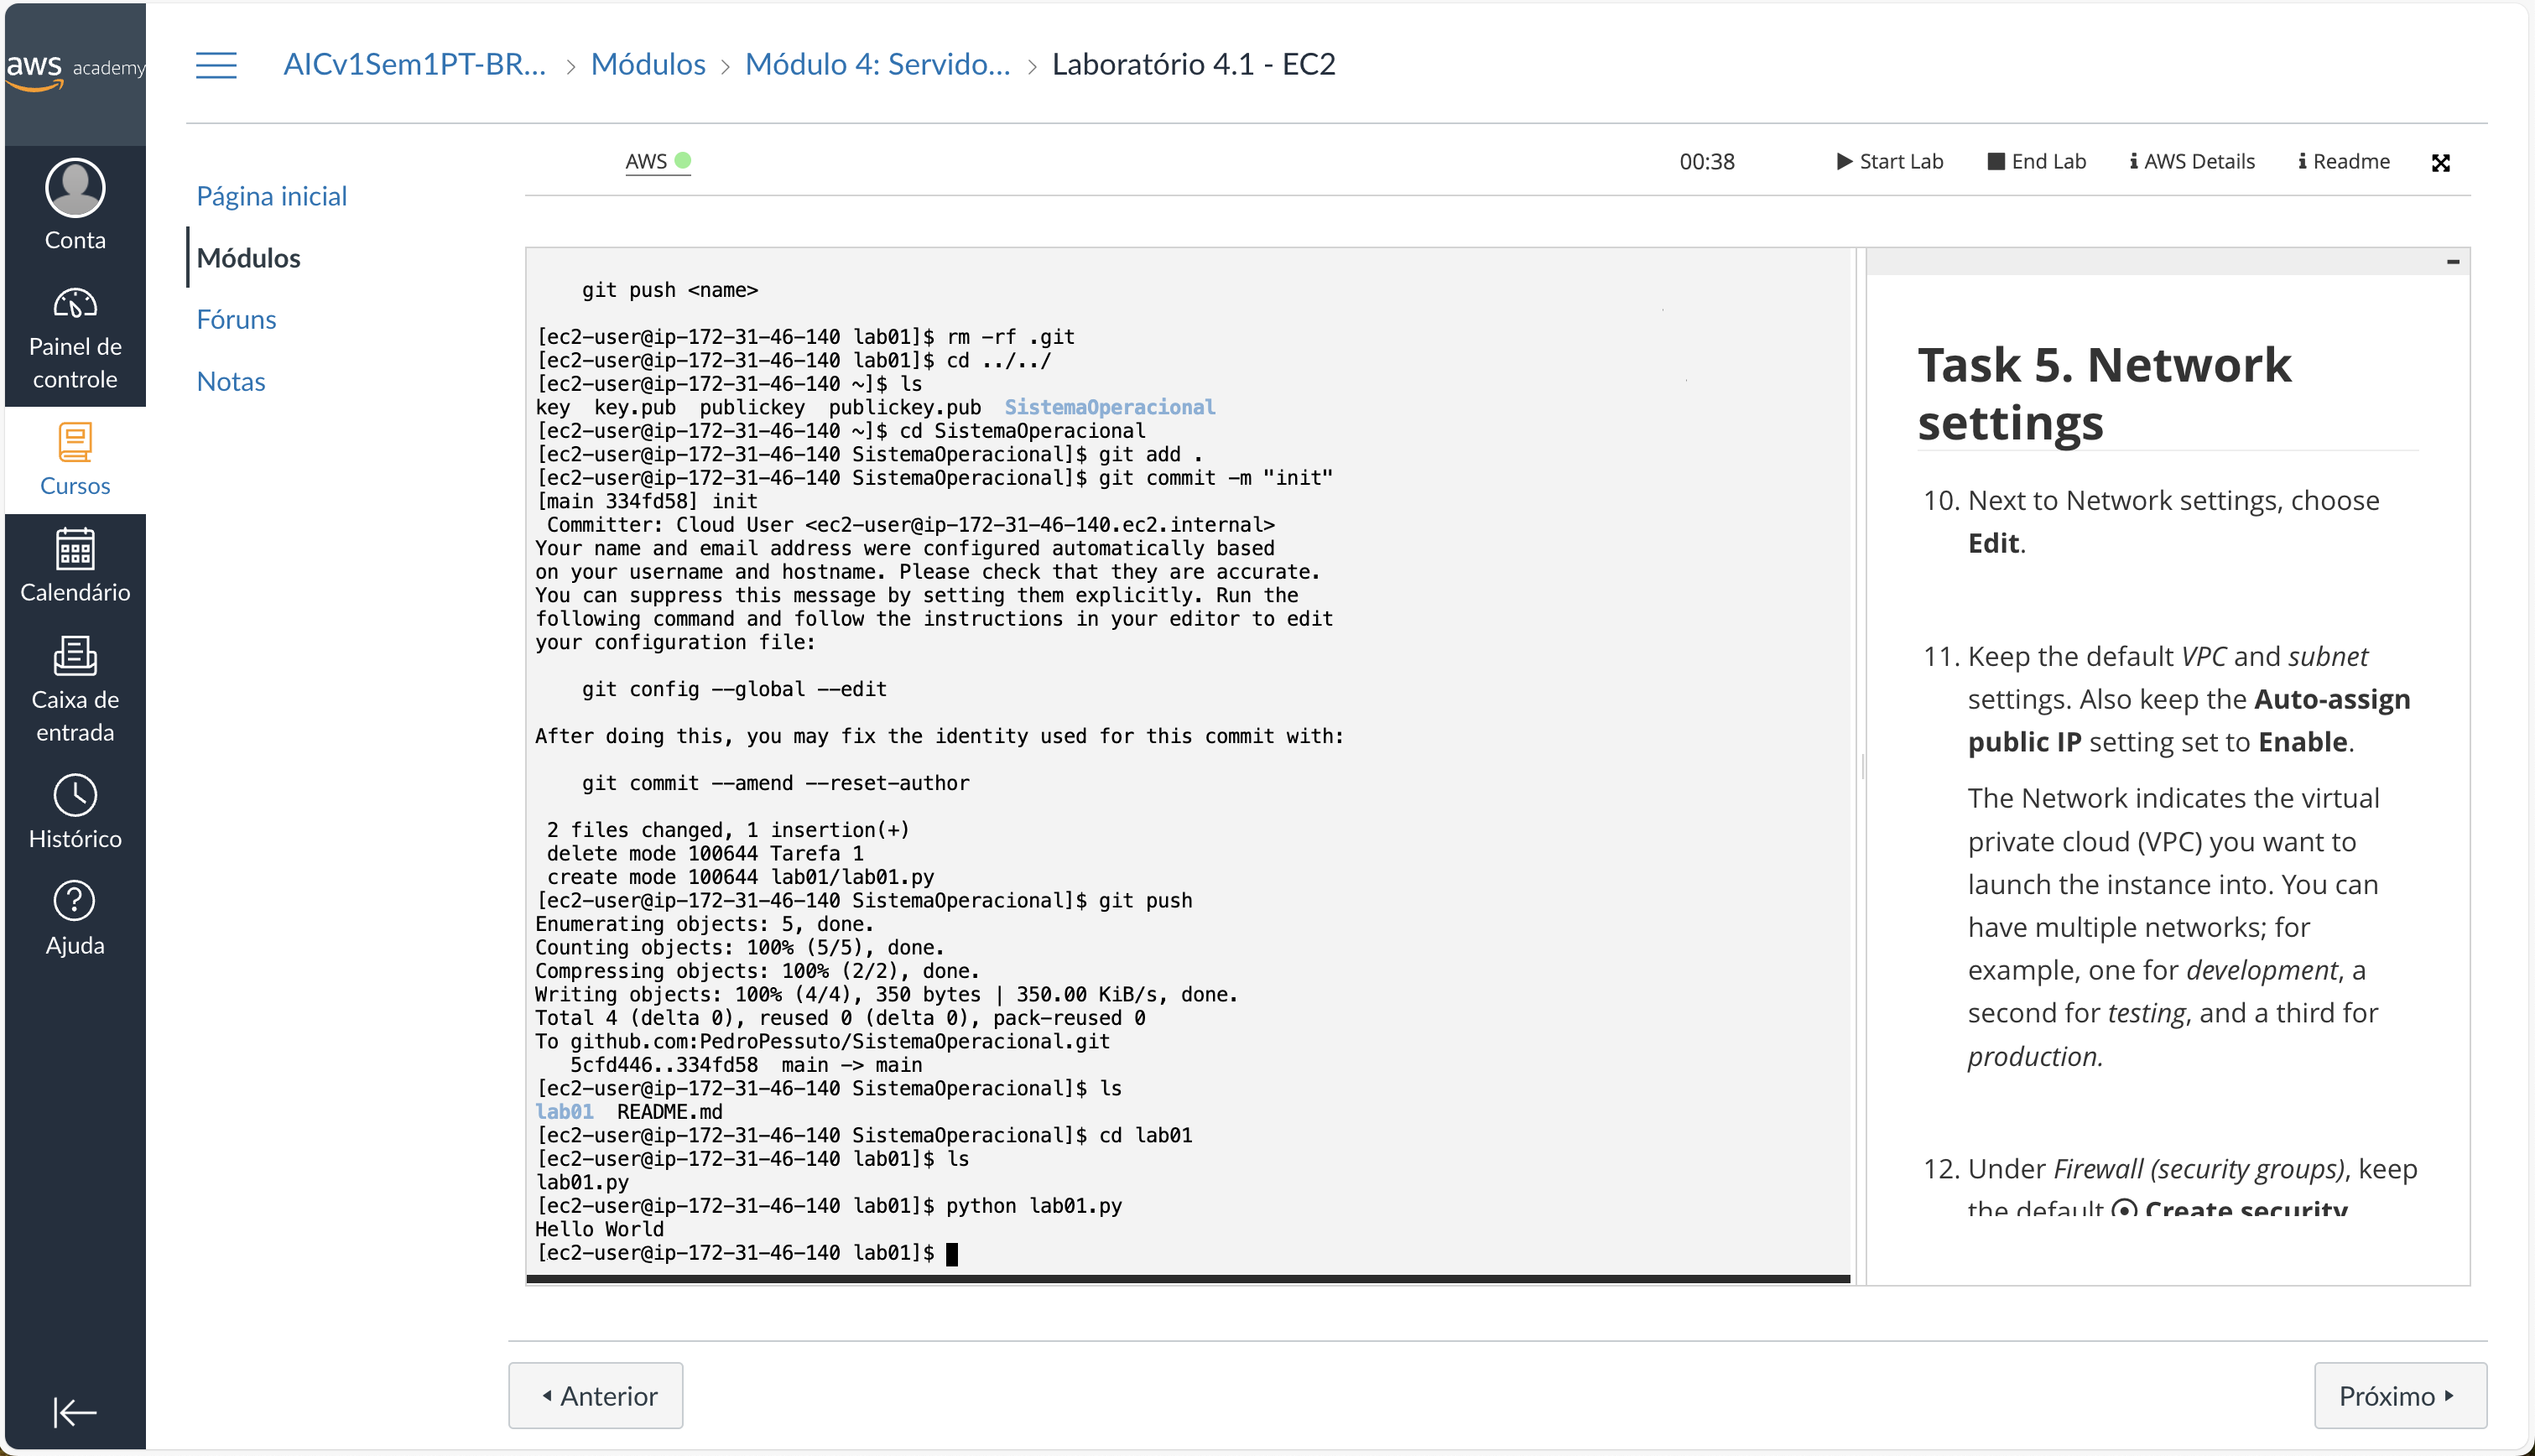 aws academy
Conta
Painel de
controle
Cursos
Calendário
Caixa de
entrada
Histórico
Ajuda
AICv1Sem1PT-BR... > Módulos > Módulo 4: Servido... > Laboratório 4.1 - EC2
Página inicial
Módulos
Fóruns
Notas
AWS 00:38 Start Lab End Lab AWS Details Readme
git push <name>
[ec2-user@ip-172-31-46-140 lab01]$ rm -rf .git
[ec2-user@ip-172-31-46-140 lab01]$ cd ../../
[ec2-user@ip-172-31-46-140 ~]$ ls
key  key.pub  publickey  publickey.pub  SistemaOperacional
[ec2-user@ip-172-31-46-140 ~]$ cd SistemaOperacional
[ec2-user@ip-172-31-46-140 SistemaOperacional]$ git add .
[ec2-user@ip-172-31-46-140 SistemaOperacional]$ git commit -m "init"
[main 334fd58] init
Committer: Cloud User <ec2-user@ip-172-31-46-140.ec2.internal>
Your name and email address were configured automatically based
on your username and hostname. Please check that they are accurate.
You can suppress this message by setting them explicitly. Run the
following command and follow the instructions in your editor to edit
your configuration file:
git config --global --edit
After doing this, you may fix the identity used for this commit with:
git commit --amend --reset-author
2 files changed, 1 insertion(+)
delete mode 100644 Tarefa 1
create mode 100644 lab01/lab01.py
[ec2-user@ip-172-31-46-140 SistemaOperacional]$ git push
Enumerating objects: 5, done.
Counting objects: 100% (5/5), done.
Compressing objects: 100% (2/2), done.
Writing objects: 100% (4/4), 350 bytes | 350.00 KiB/s, done.
Total 4 (delta 0), reused 0 (delta 0), pack-reused 0
To github.com:PedroPessuto/SistemaOperacional.git
5cfd446..334fd58  main -> main
[ec2-user@ip-172-31-46-140 SistemaOperacional]$ ls
lab01  README.md
[ec2-user@ip-172-31-46-140 SistemaOperacional]$ cd lab01
[ec2-user@ip-172-31-46-140 lab01]$ ls
lab01.py
[ec2-user@ip-172-31-46-140 lab01]$ python lab01.py
Hello World
[ec2-user@ip-172-31-46-140 lab01]$
Task 5. Network
settings
10. Next to Network settings, choose
Edit.
11. Keep the default VPC and subnet
settings. Also keep the Auto-assign
public IP setting set to Enable.
The Network indicates the virtual
private cloud (VPC) you want to
launch the instance into. You can
have multiple networks; for
example, one for development, a
second for testing, and a third for
production.
12. Under Firewall (security groups), keep
the default Create security
Anterior
Próximo